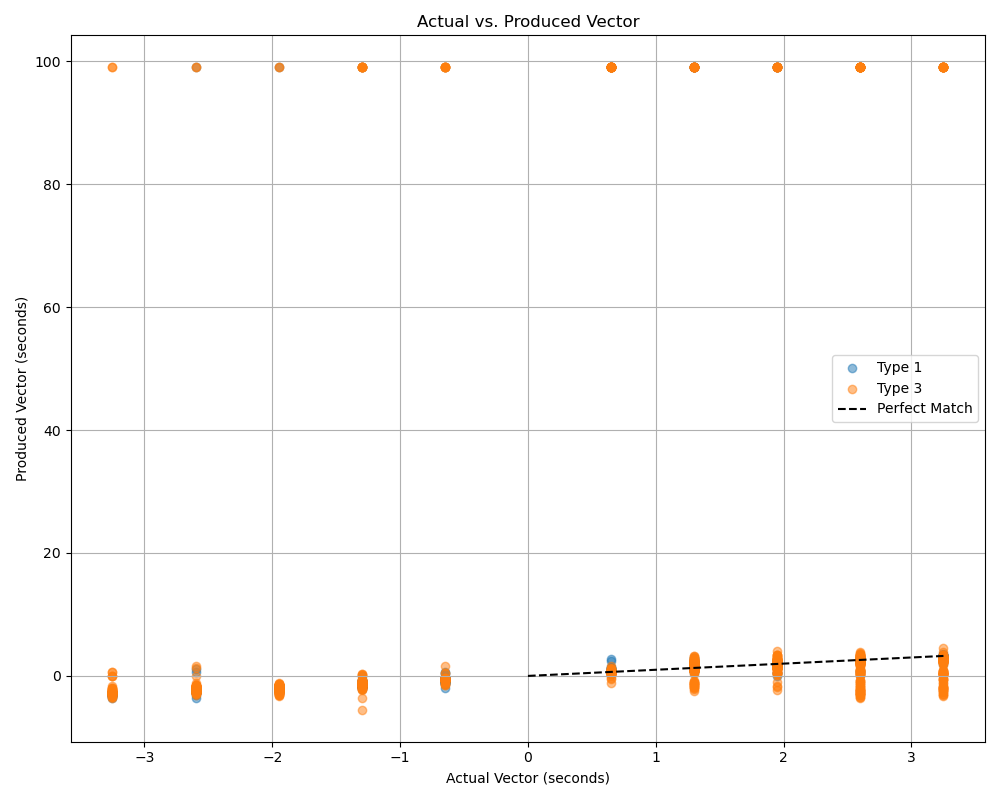 Actual vs. Produced Vector
Produced Vector (seconds)
100
80
60
40
20
0
Type 1
Type 3
Perfect Match
−3
−2
−1
0
1
2
3
Actual Vector (seconds)